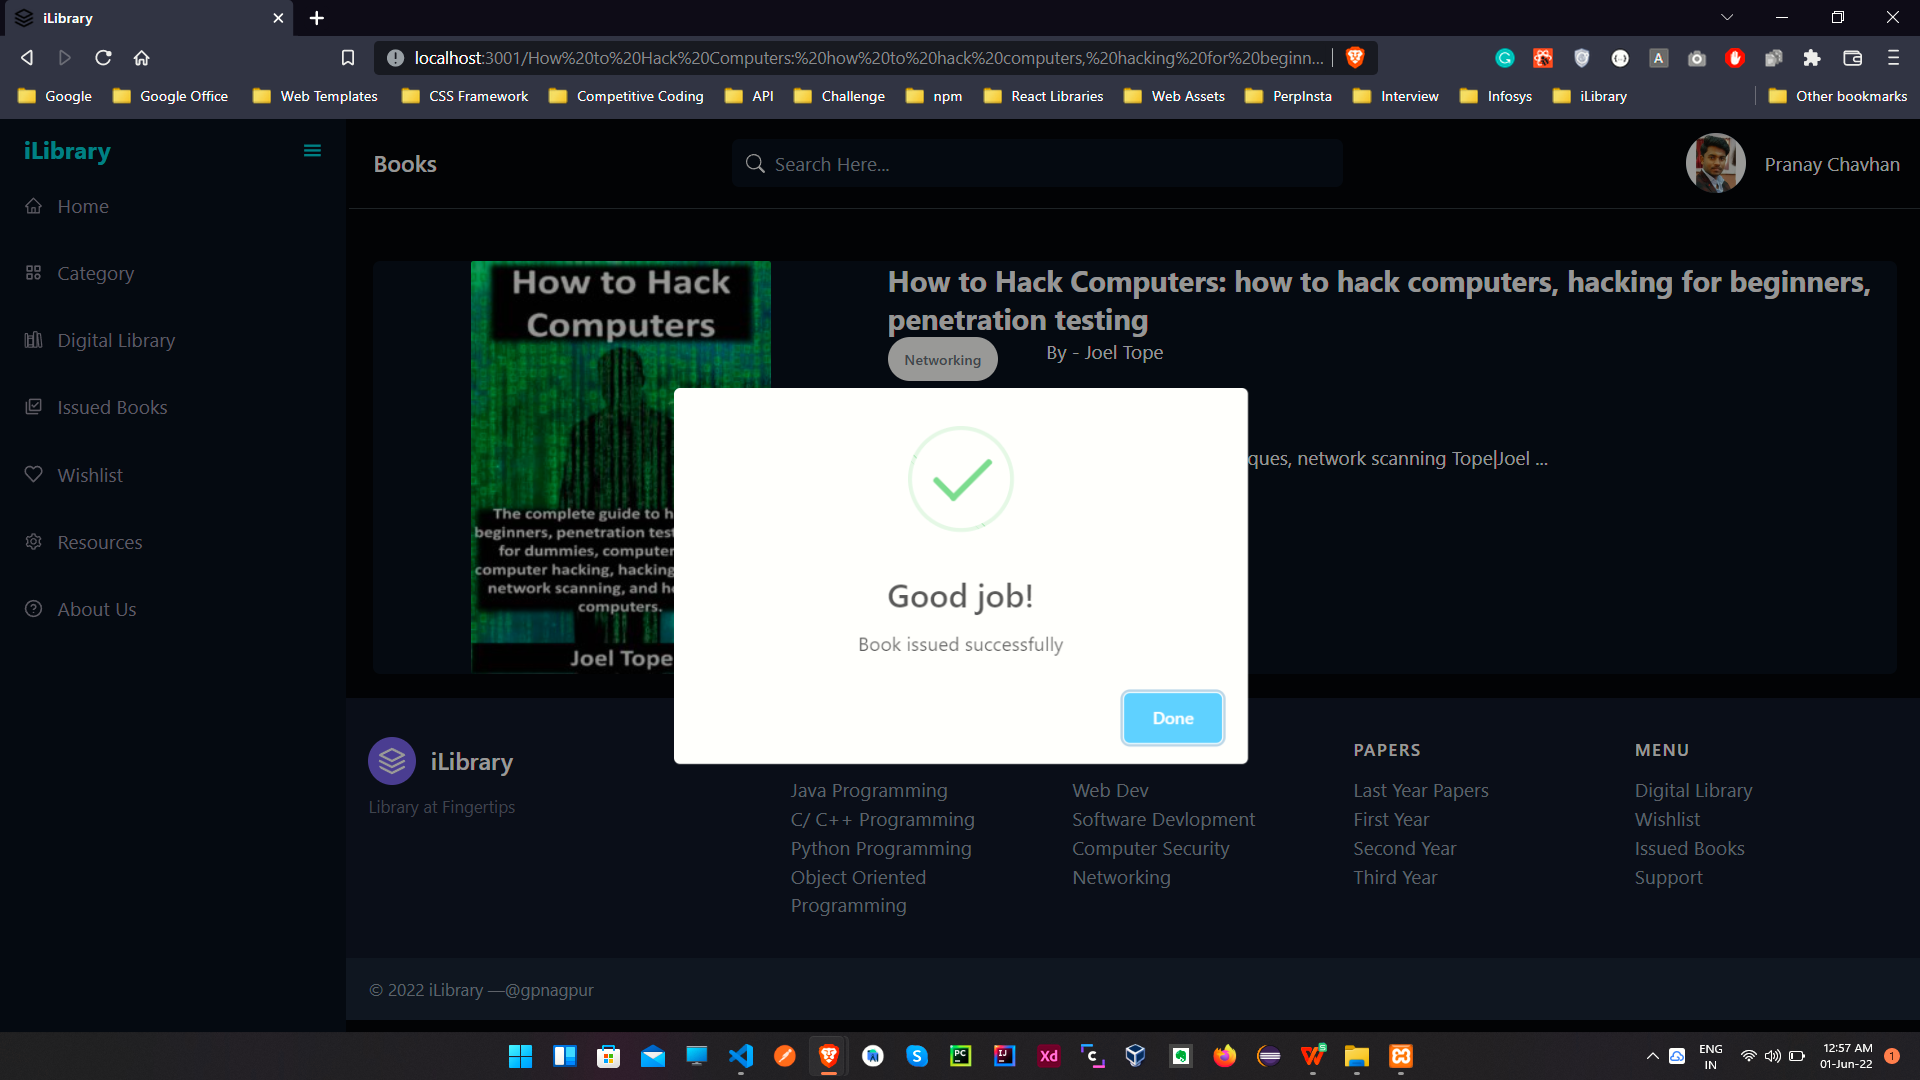 iLibrary
localhost:3001/How%20to%20Hack%20Computers:%20how%20to%20hack%20computers,%20hacking%20for%20beginn...
Google
Google Office
Web Templates
CSS Framework
Competitive Coding
API
Challenge
npm
React Libraries
Web Assets
PerpInsta
Interview
Infosys
iLibrary
Other bookmarks
iLibrary
Home
Category
Digital Library
Issued Books
Wishlist
Resources
About Us
Books
Search Here...
Pranay Chavhan
How to Hack
Computers
The complete guide to h
beginners, penetration test
for dummies, computer
computer hacking, hacking
network scanning, and h
computers.
Joel Tope
How to Hack Computers: how to hack computers, hacking for beginners,
penetration testing
Networking
By - Joel Tope
ques, network scanning Tope|Joel ...
Good job!
Book issued successfully
Done
iLibrary
Library at Fingertips
Java Programming
C/ C++ Programming
Python Programming
Object Oriented
Programming
Web Dev
Software Devlopment
Computer Security
Networking
PAPERS
Last Year Papers
First Year
Second Year
Third Year
MENU
Digital Library
Wishlist
Issued Books
Support
© 2022 iLibrary —@gpnagpur
ENG
IN
12:57 AM
01-Jun-22
1